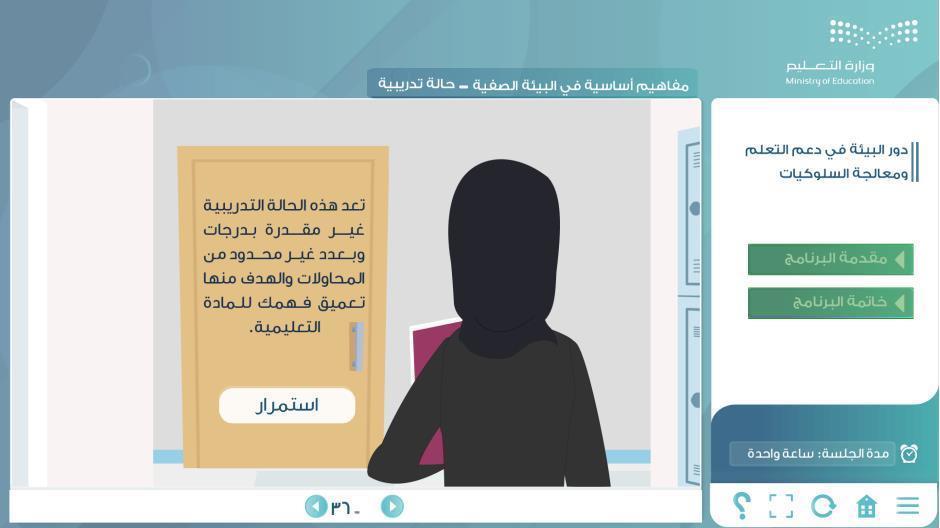 وزارة التعليم
Ministry of Education
مفاهيم أساسية في البيئة الصفية - حالة تدريبية
دور البيئة في دعم التعلم
ومعالجة السلوكيات
مقدمة البرنامج
خاتمة البرنامج
تعد هذه الحالة التدريبية
غير مقدرة بدرجات
وبعدد غير محدود من
المحاولات والهدف منها
تعميق فهمك للمادة
التعليمية.
استمرار
مدة الجلسة: ساعة واحدة
٣٦-